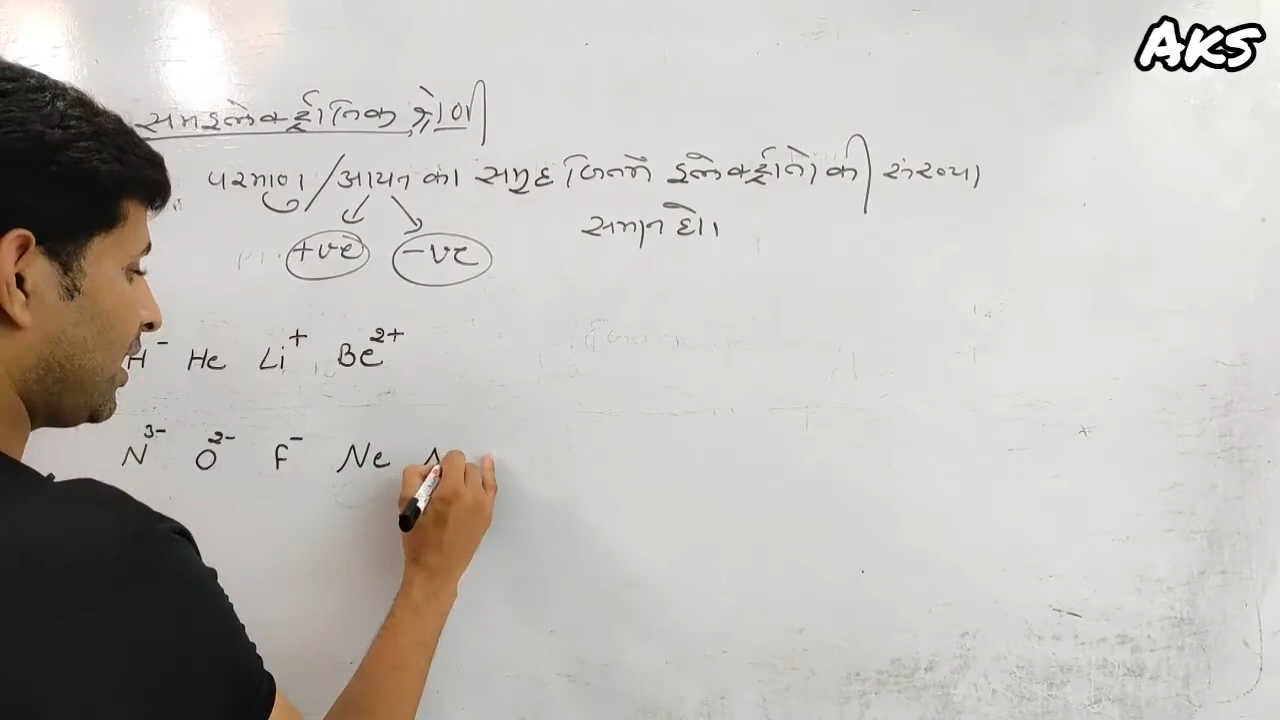 AKS
समइलेक्ट्रॉनिक श्रेणी
परमाणु / आयन का समूह जिनमें इलेक्ट्रॉनों की संख्या
समान हो।
+ve -ve
H⁻ He Li⁺ Be²⁺
N³⁻ O²⁻ F⁻ Ne N